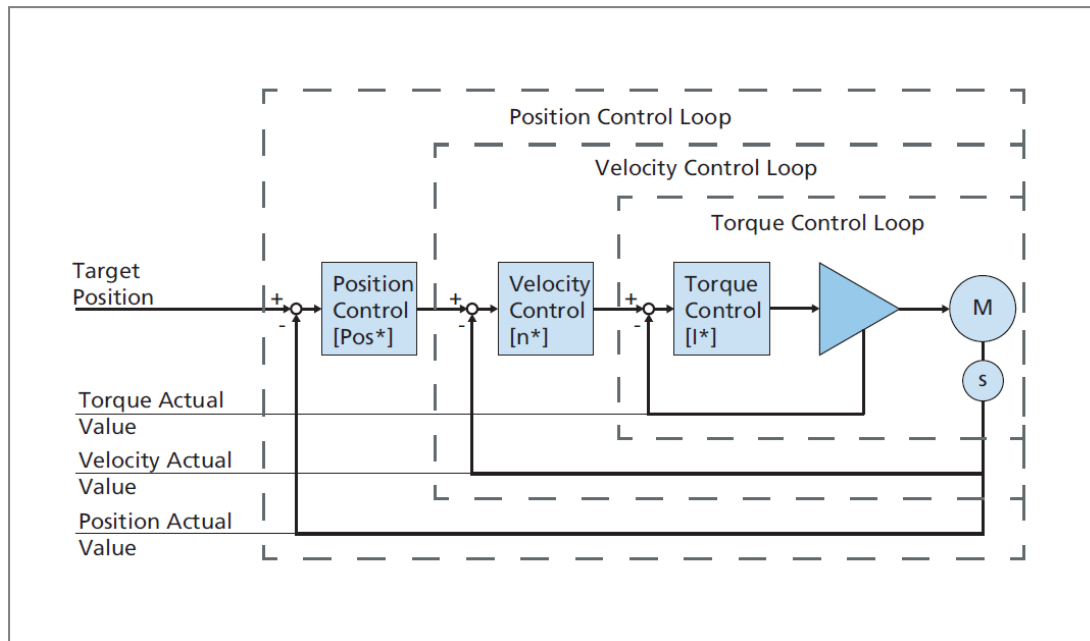 Position Control Loop
Velocity Control Loop
Torque Control Loop
Target
Position
+
-
Position
Control
[Pos*]
+
-
Velocity
Control
[n*]
+
-
Torque
Control
[I*]
M
s
Torque Actual
Value
Velocity Actual
Value
Position Actual
Value